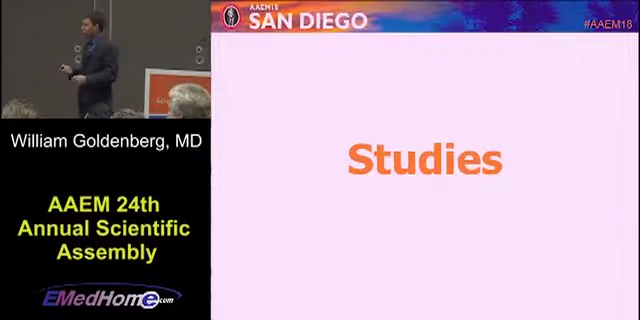 AAEM18
SAN DIEGO
#AAEM18
Studies
William Goldenberg, MD
AAEM 24th
Annual Scientific
Assembly
EMedHome.com